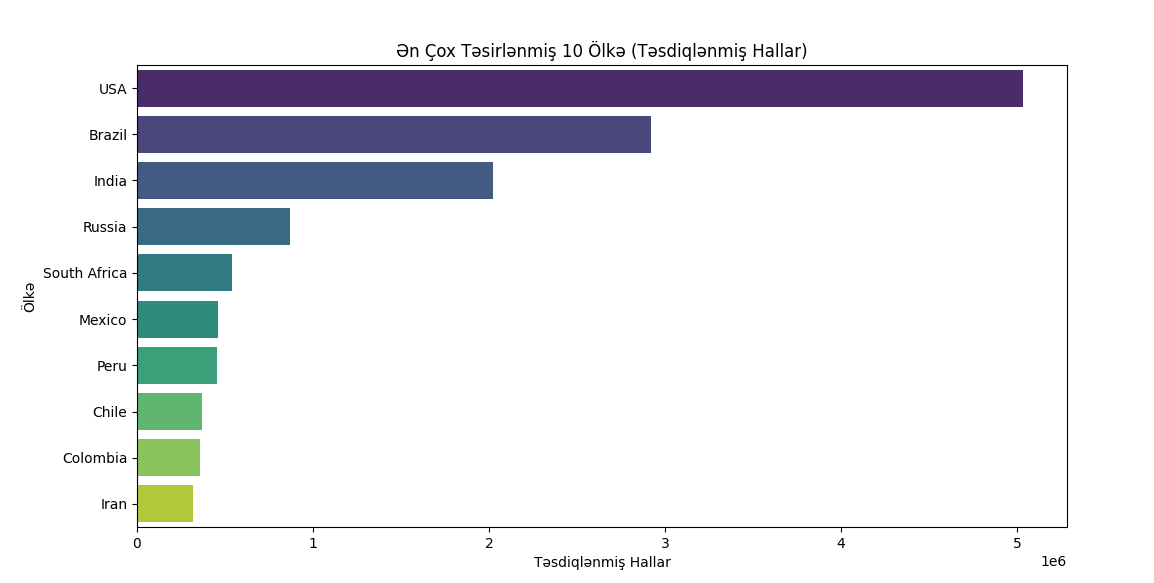 Ən Çox Təsirlənmiş 10 Ölkə (Təsdiqlənmiş Hallar)
USA
Brazil
India
Russia
South Africa
Mexico
Peru
Chile
Colombia
Iran
Ölkə
0 1 2 3 4 5
1e6
Təsdiqlənmiş Hallar